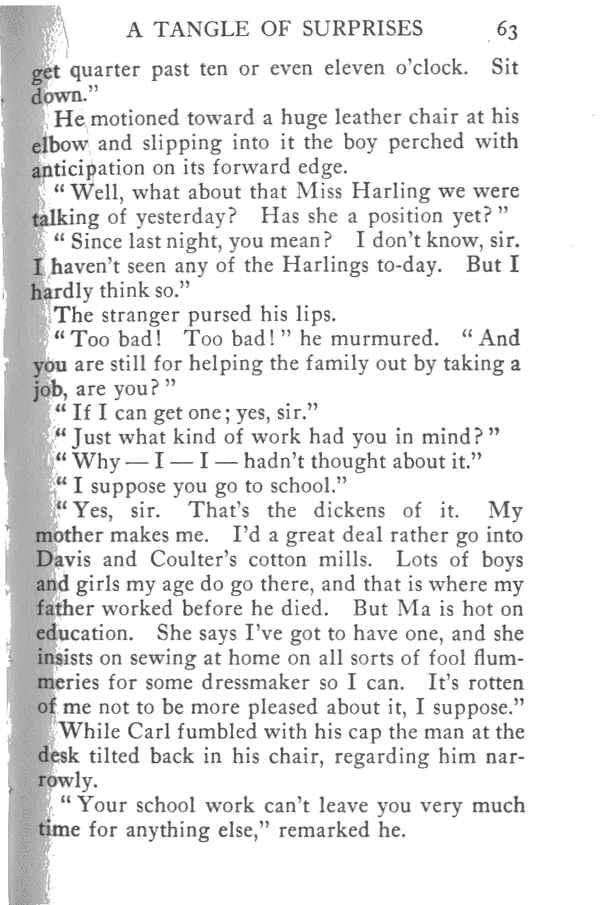 A TANGLE OF SURPRISES 63
get quarter past ten or even eleven o'clock. Sit
down."
He motioned toward a huge leather chair at his
elbow and slipping into it the boy perched with
anticipation on its forward edge.
"Well, what about that Miss Harling we were
talking of yesterday? Has she a position yet?"
"Since last night, you mean? I don't know, sir.
I haven't seen any of the Harlings to-day. But I
hardly think so."
The stranger pursed his lips.
"Too bad! Too bad!" he murmured. "And
you are still for helping the family out by taking a
job, are you?"
"If I can get one; yes, sir."
"Just what kind of work had you in mind?"
"Why — I — I — hadn't thought about it."
"I suppose you go to school."
"Yes, sir. That's the dickens of it. My
mother makes me. I'd a great deal rather go into
Davis and Coulter's cotton mills. Lots of boys
and girls my age do go there, and that is where my
father worked before he died. But Ma is hot on
education. She says I've got to have one, and she
insists on sewing at home on all sorts of fool flum-
meries for some dressmaker so I can. It's rotten
of me not to be more pleased about it, I suppose."
While Carl fumbled with his cap the man at the
desk tilted back in his chair, regarding him nar-
rowly.
"Your school work can't leave you very much
time for anything else," remarked he.